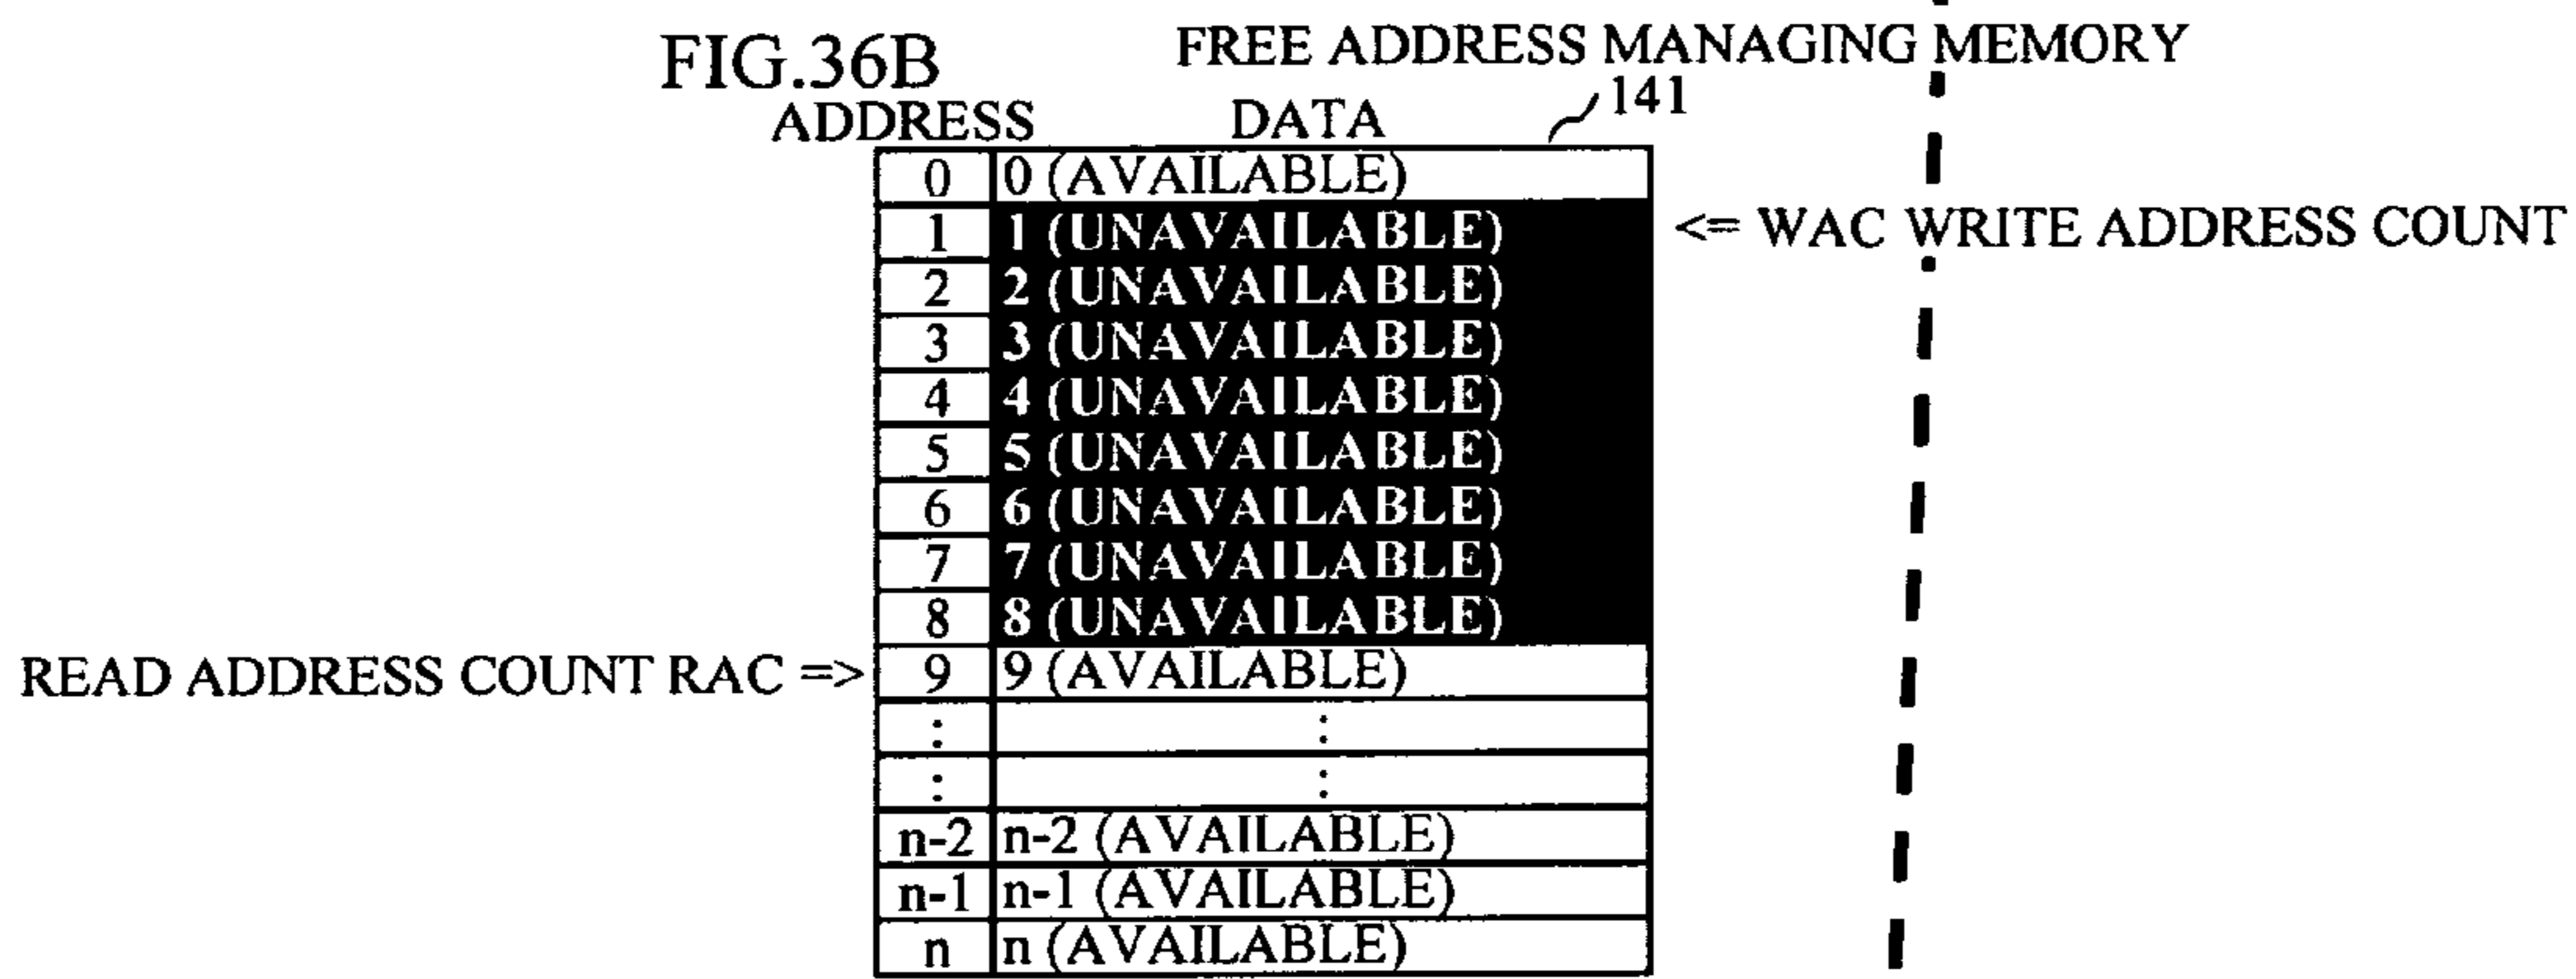 FIG.36B
FREE ADDRESS MANAGING MEMORY
ADDRESS DATA 141
0 0 (AVAILABLE)
1 1 (UNAVAILABLE) <= WAC WRITE ADDRESS COUNT
2 2 (UNAVAILABLE)
3 3 (UNAVAILABLE)
4 4 (UNAVAILABLE)
5 5 (UNAVAILABLE)
6 6 (UNAVAILABLE)
7 7 (UNAVAILABLE)
8 8 (UNAVAILABLE)
READ ADDRESS COUNT RAC => 9 9 (AVAILABLE)
: :
: :
n-2 n-2 (AVAILABLE)
n-1 n-1 (AVAILABLE)
n n (AVAILABLE)